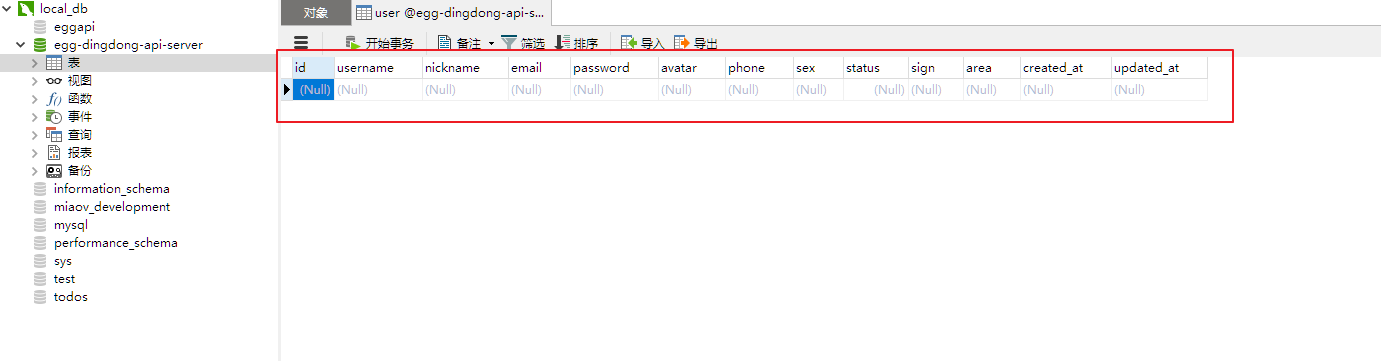 local_db
eggapi
egg-dingdong-api-server
表
视图
函数
事件
查询
报表
备份
information_schema
miaov_development
mysql
performance_schema
sys
test
todos
对象 user @egg-dingdong-api-s...
开始事务 备注 筛选 排序 导入 导出
id username nickname email password avatar phone sex status sign area created_at updated_at
(Null) (Null) (Null) (Null) (Null) (Null) (Null) (Null) (Null) (Null) (Null) (Null) (Null)